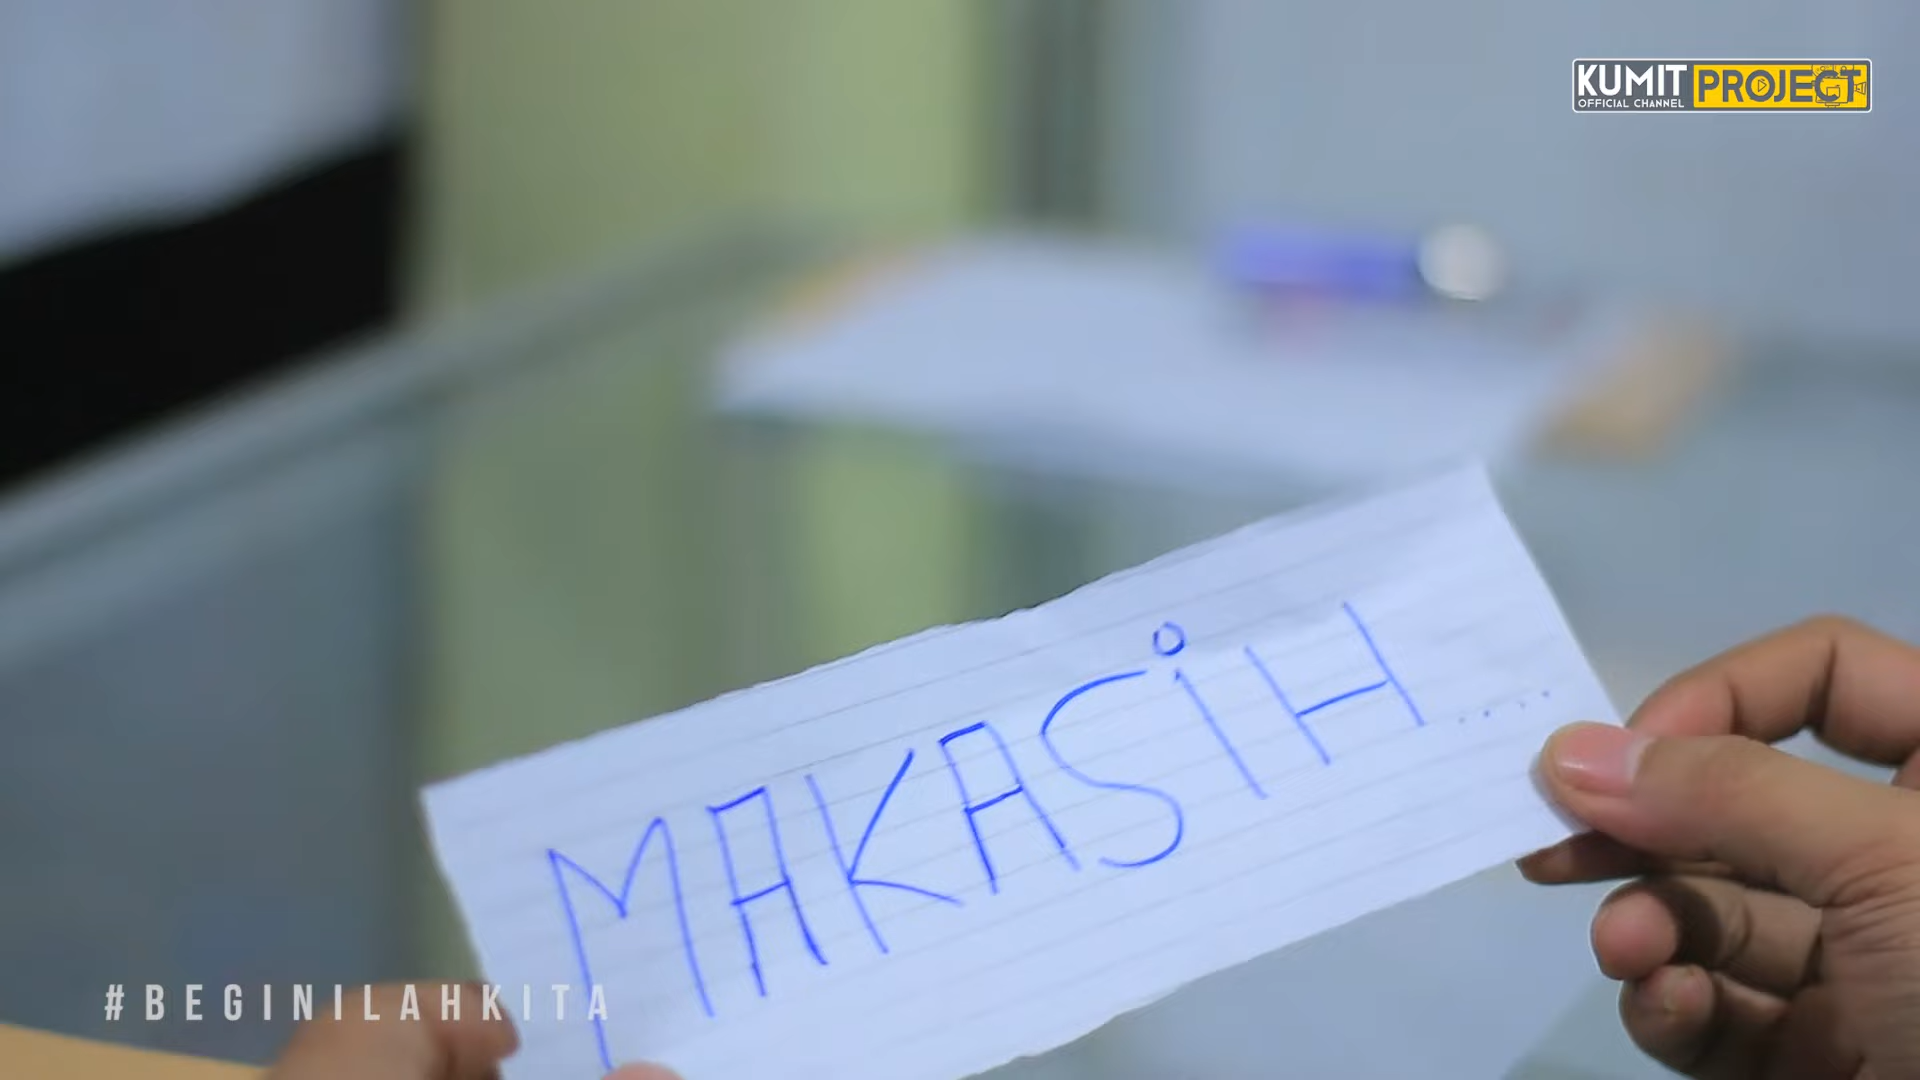 KUMIT PROJECT
OFFICIAL CHANNEL
MAKASiH.....
#BEGINILAHKITA